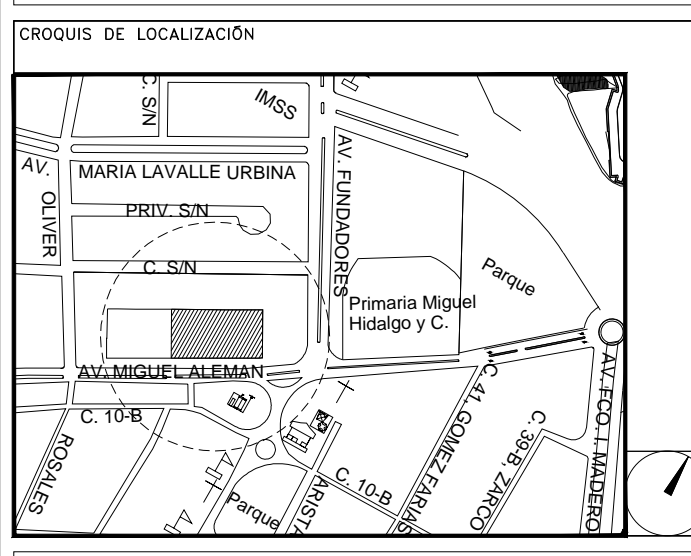 CROQUIS DE LOCALIZACIÓN
C. S/N
IMSS
AV.
MARIA LAVALLE URBINA
OLIVER
PRIV. S/N
AV. FUNDADORES
C. S/N
Parque
Primaria Miguel
Hidalgo y C.
AV. MIGUEL ALEMAN
C. 10-B
ROSALES
Parque
ARISTA
C. 10-B
C. 41, GOMEZ FARIAS
C. 39-B, ZARCO
AV. FCO. I. MADERO